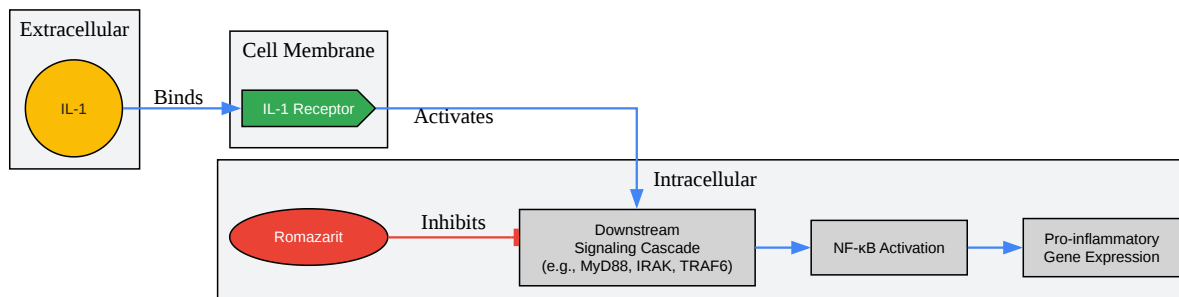 Extracellular
IL-1
Binds
Cell Membrane
IL-1 Receptor
Activates
Intracellular
Romazarit
Inhibits
Downstream
Signaling Cascade
(e.g., MyD88, IRAK, TRAF6)
NF-κB Activation
Pro-inflammatory
Gene Expression